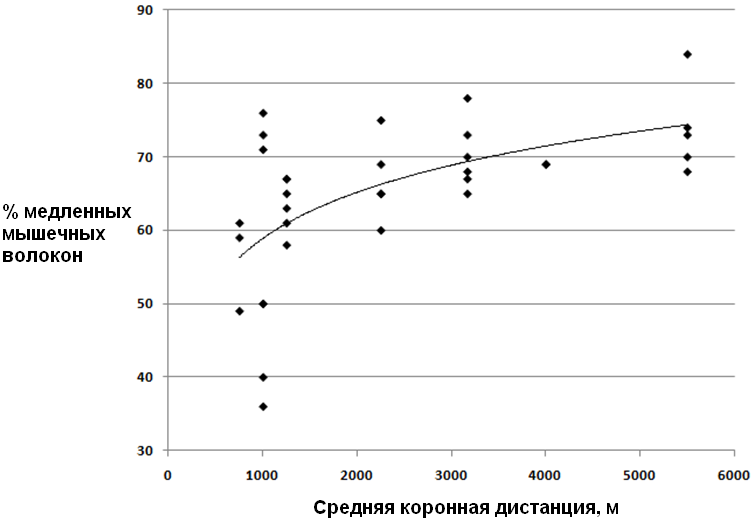 90
80
70
% медленных
мышечных
волокон
60
50
40
30
0 1000 2000 3000 4000 5000 6000
Средняя коронная дистанция, м